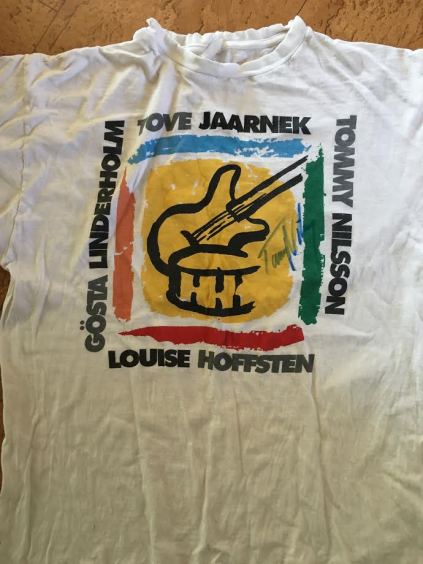 TOVE JAARNEK
GÖSTA LINDERHOLM
TOMMY NILSSON
LOUISE HOFFSTEN